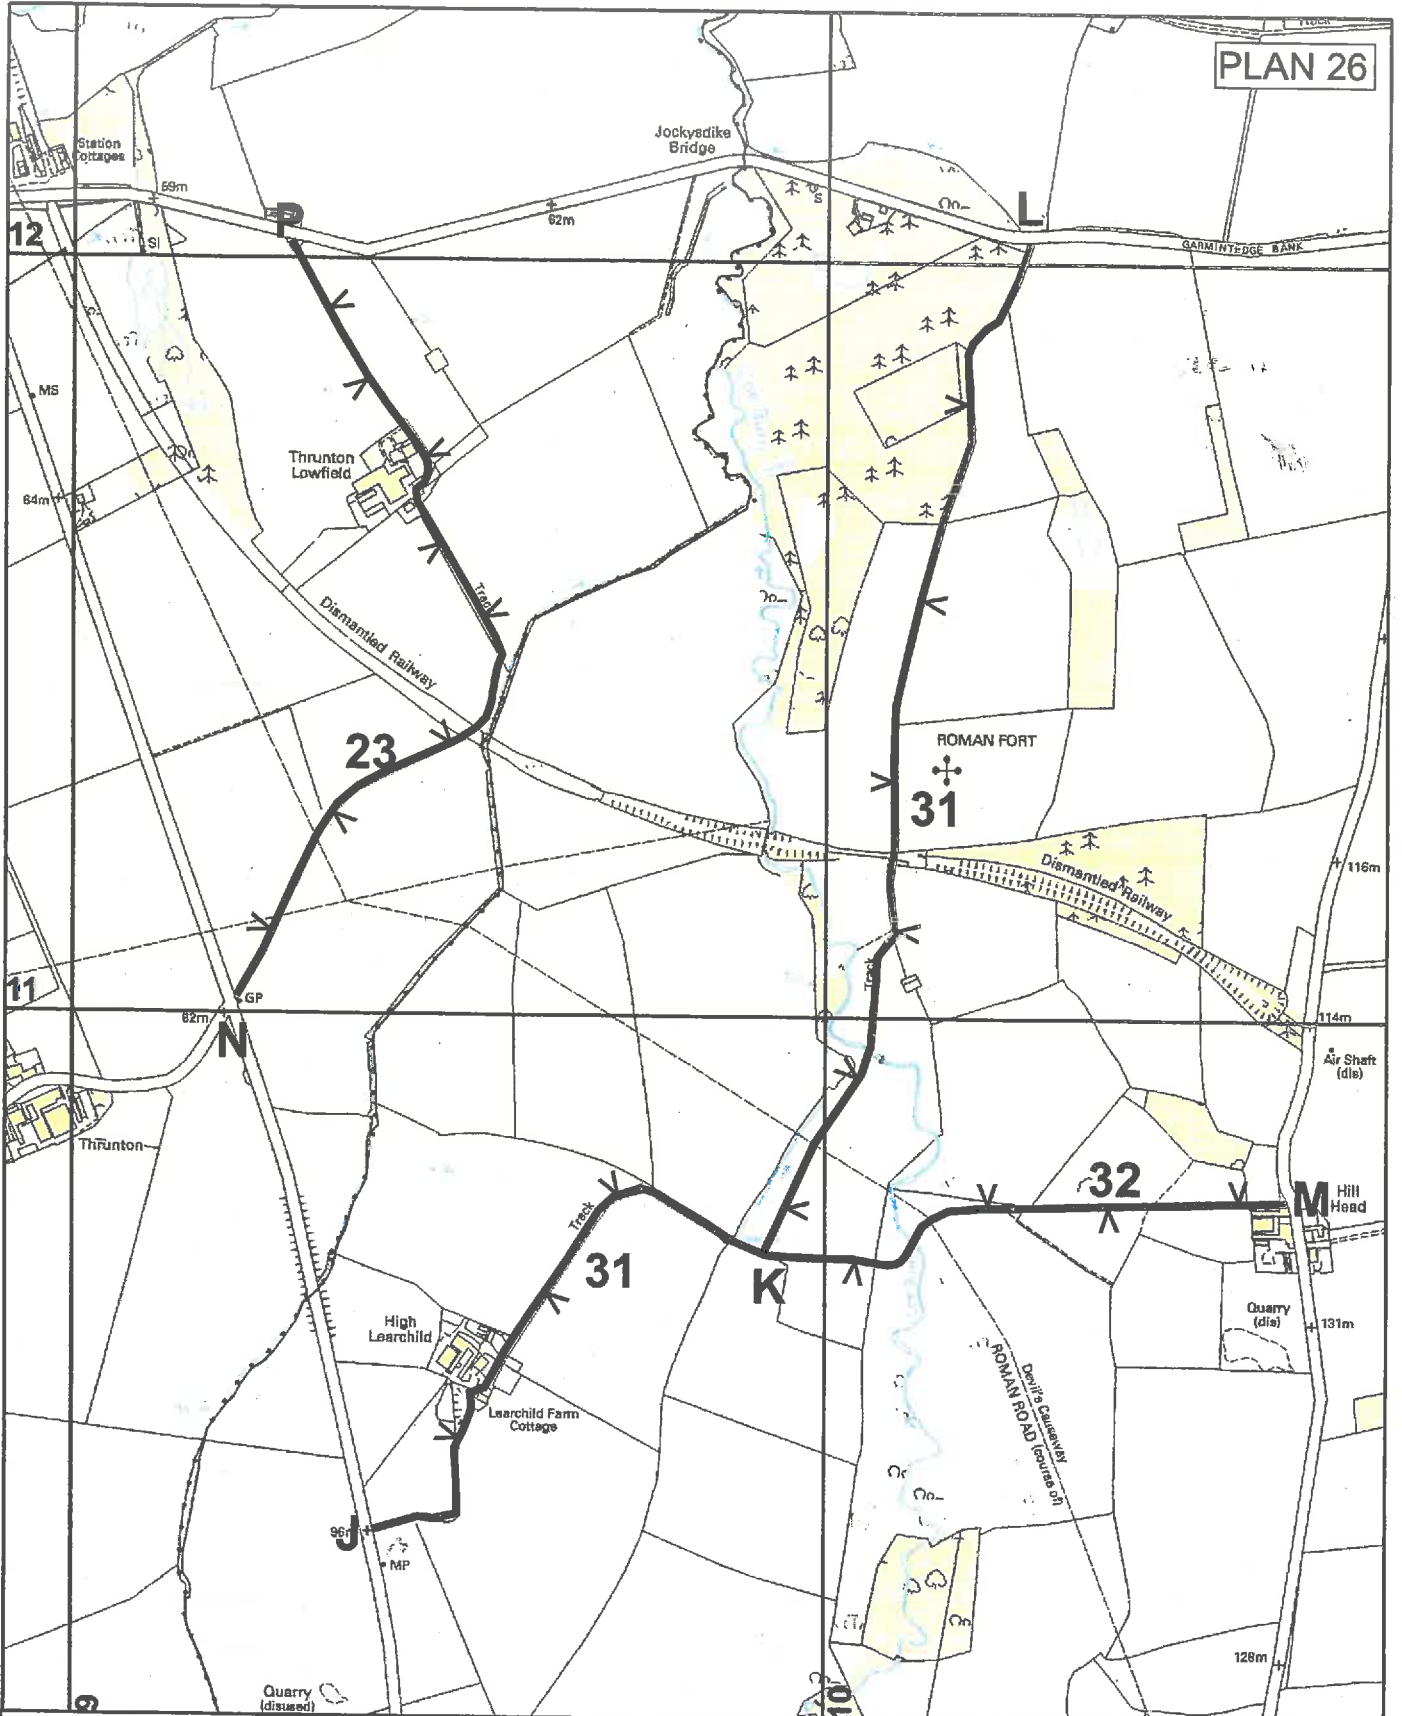 PLAN 26
Station
Cottages
Jockysdike
Bridge
59m
P
62m
S
L
12
SI
GARMINTEDGE BANK
MS
Thrunton
Lowfield
64m
Track
Dismantled Railway
23
ROMAN FORT
31
Dismantled Railway
116m
Track
11
GP
62m
N
114m
Air Shaft
(dis)
Thrunton
32
M
Hill
Head
Track
31
K
High
Learchild
Quarry
(dis)
131m
Learchild Farm
Cottage
Devil's Causeway
ROMAN ROAD (course of)
96m
J
MP
128m
Quarry
(disused)
9
10